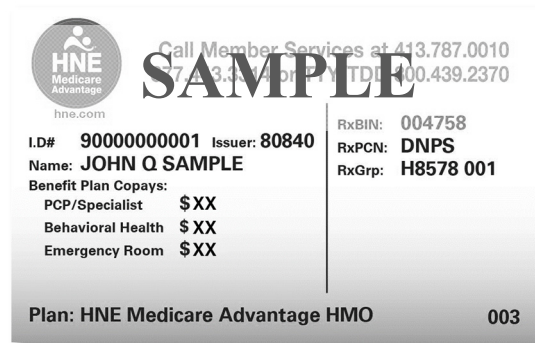 HNE
Medicare
Advantage
hne.com
Call Member Services at 413.787.0010
or TTY/TDD 800.439.2370
SAMPLE
I.D# 90000000001 Issuer: 80840
Name: JOHN Q SAMPLE
Benefit Plan Copays:
PCP/Specialist $XX
Behavioral Health $XX
Emergency Room $XX
RxBIN: 004758
RxPCN: DNPS
RxGrp: H8578 001
Plan: HNE Medicare Advantage HMO 003